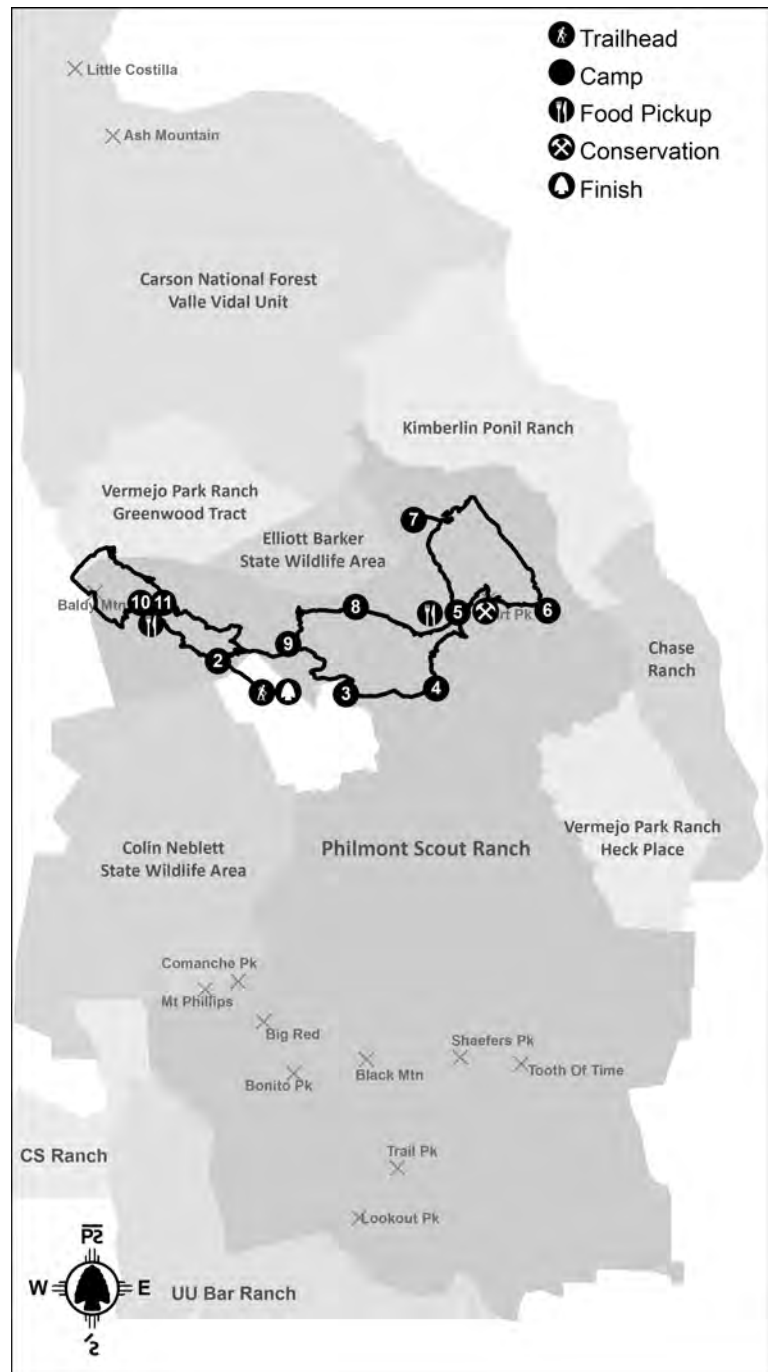 Trailhead
Camp
Food Pickup
Conservation
Finish
Little Costilla
Ash Mountain
Carson National Forest
Valle Vidal Unit
Kimberlin Ponil Ranch
Vermejo Park Ranch
Greenwood Tract
7
Elliott Barker
State Wildlife Area
Baldy Mtn
10
11
8
5
rt Pk
6
9
2
3
4
Chase
Ranch
Colin Neblett
State Wildlife Area
Philmont Scout Ranch
Vermejo Park Ranch
Heck Place
Comanche Pk
Mt Phillips
Big Red
Bonito Pk
Black Mtn
Shaefers Pk
Tooth Of Time
Trail Pk
Lookout Pk
CS Ranch
UU Bar Ranch
W
E